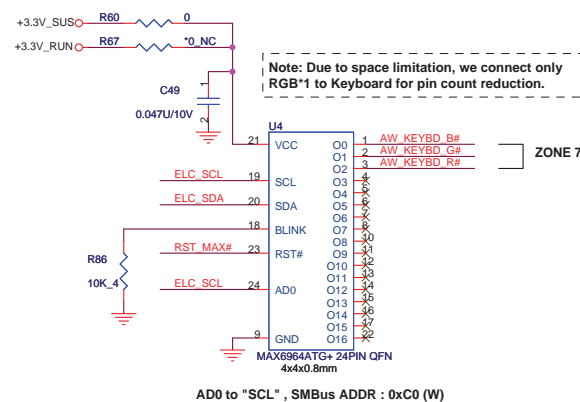 +3.3V_SUS R60 0
+3.3V_RUN R67 *0_NC
Note: Due to space limitation, we connect only
RGB*1 to Keyboard for pin count reduction.
1
C49
0.047U/10V
2
U4
21 VCC O0 1 AW_KEYBD_B#
O1 2 AW_KEYBD_G#
O2 3 AW_KEYBD_R#
ZONE 7
ELC_SCL 19 SCL O3 4
O4 5
ELC_SDA 20 SDA O5 6
O6 7
18 BLINK O7 8
O8 10
RST_MAX# 23 RST# O9 11
O10 12
R86
10K_4
O11 13
ELC_SCL 24 AD0 O12 14
O13 15
O14 16
O15 17
9 GND O16 22
MAX6964ATG+ 24PIN QFN
4x4x0.8mm
AD0 to "SCL" , SMBus ADDR : 0xC0 (W)